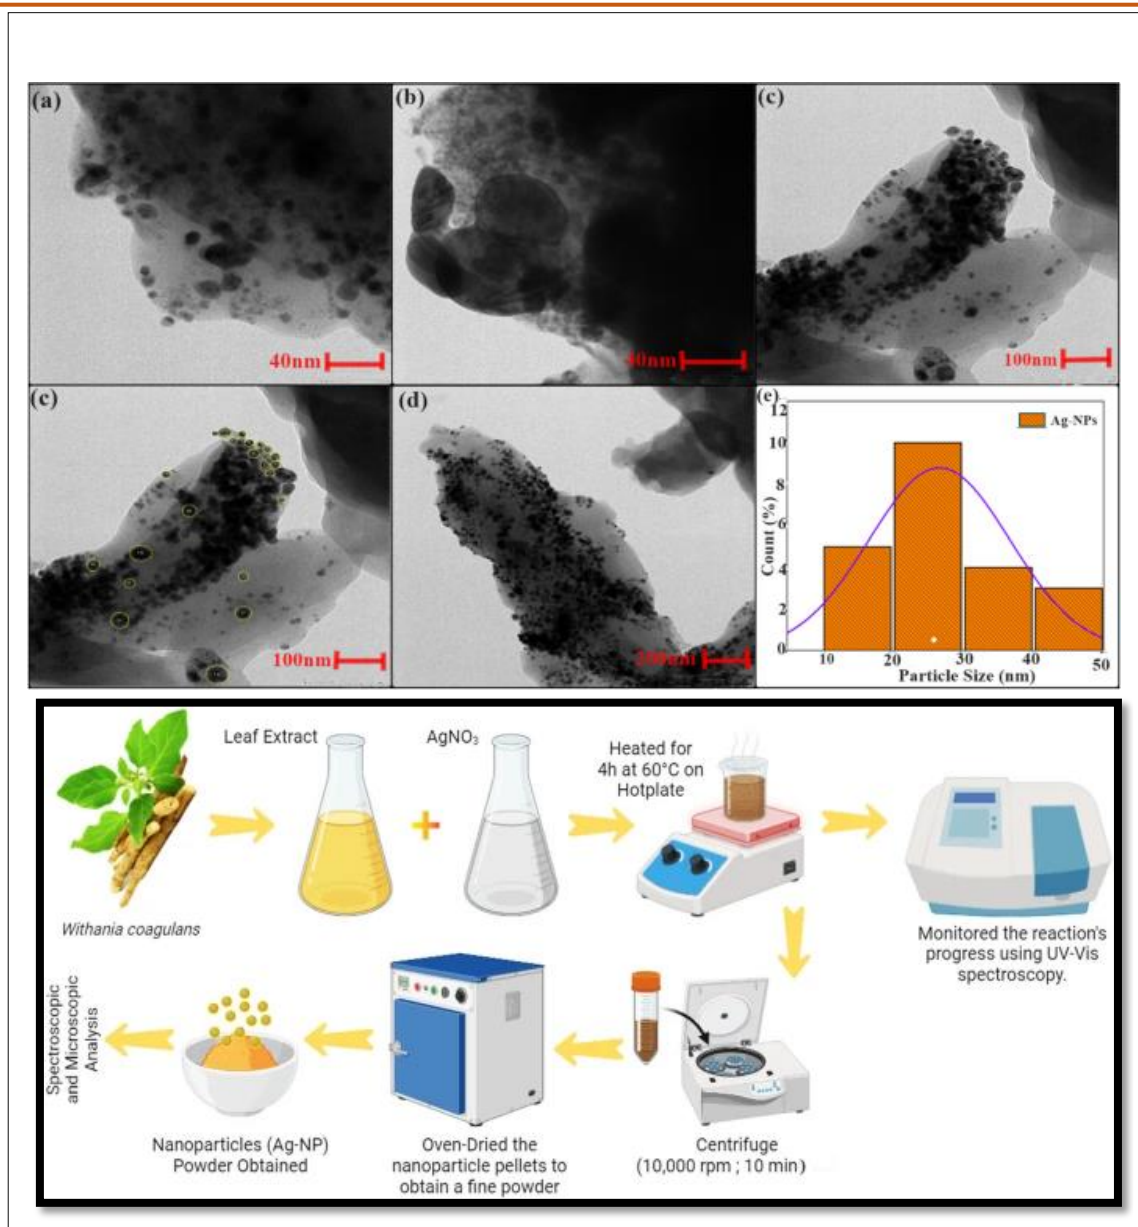 (a)
40nm
(b)
40nm
(c)
100nm
(c)
100nm
(d)
200nm
(e)
12
10
8
6
4
2
0
Count (%)
Ag-NPs
10 20 30 40 50
Particle Size (nm)
Leaf Extract
AgNO₃
Heated for
4h at 60°C on
Hotplate
Withania coagulans
Monitored the reaction's
progress using UV-Vis
spectroscopy.
Centrifuge
(10,000 rpm ; 10 min)
Oven-Dried the
nanoparticle pellets to
obtain a fine powder
Nanoparticles (Ag-NP)
Powder Obtained
Spectroscopic
and Microscopic
Analysis